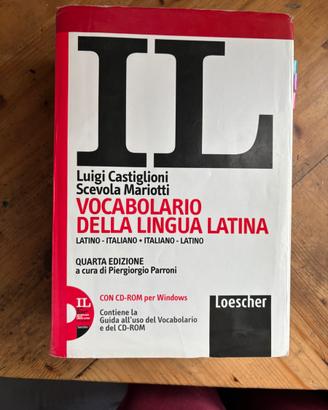 IL
Luigi Castiglioni
Scevola Mariotti
VOCABOLARIO
DELLA LINGUA LATINA
LATINO - ITALIANO • ITALIANO - LATINO
QUARTA EDIZIONE
a cura di Piergiorgio Parroni
IL
CON CD-ROM per Windows
Contiene la
Guida all'uso del Vocabolario
e del CD-ROM
Loescher